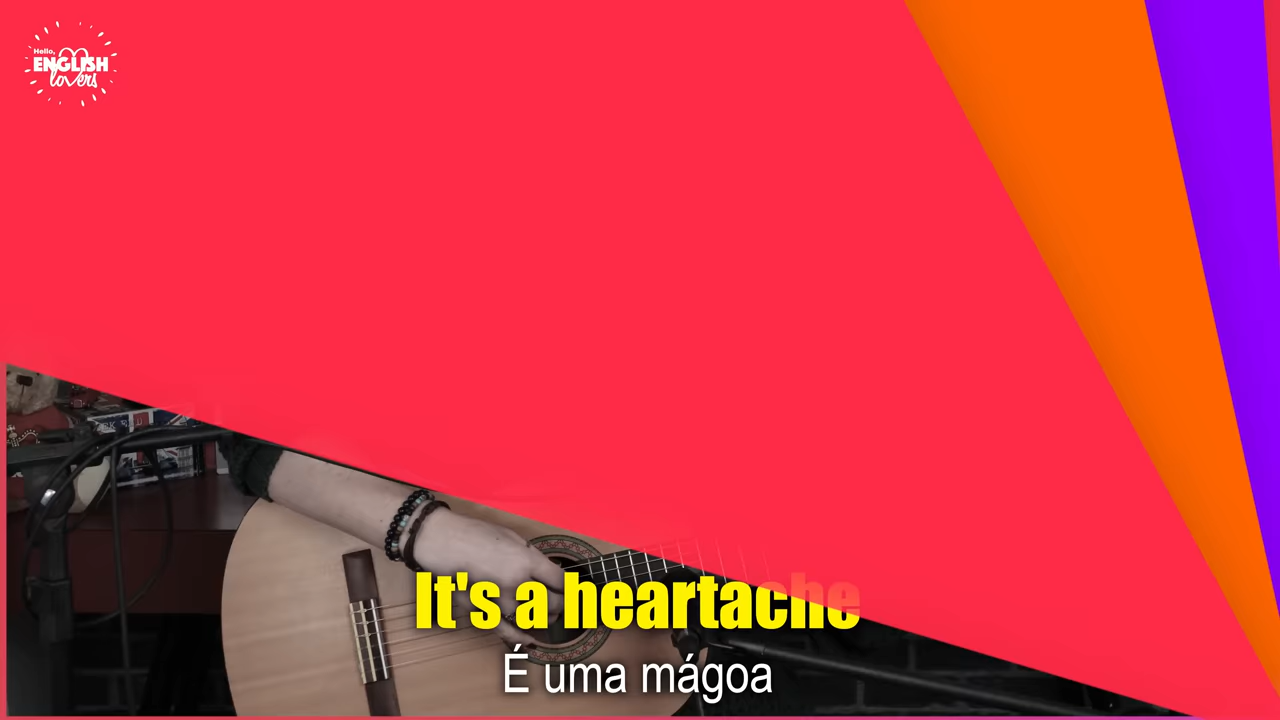 Hello,
ENGLISH
lovers
It's a heartache
É uma mágoa